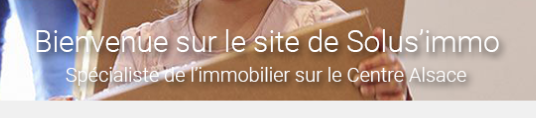 Bienvenue sur le site de Solus’immo
Spécialiste de l’immobilier sur le Centre Alsace